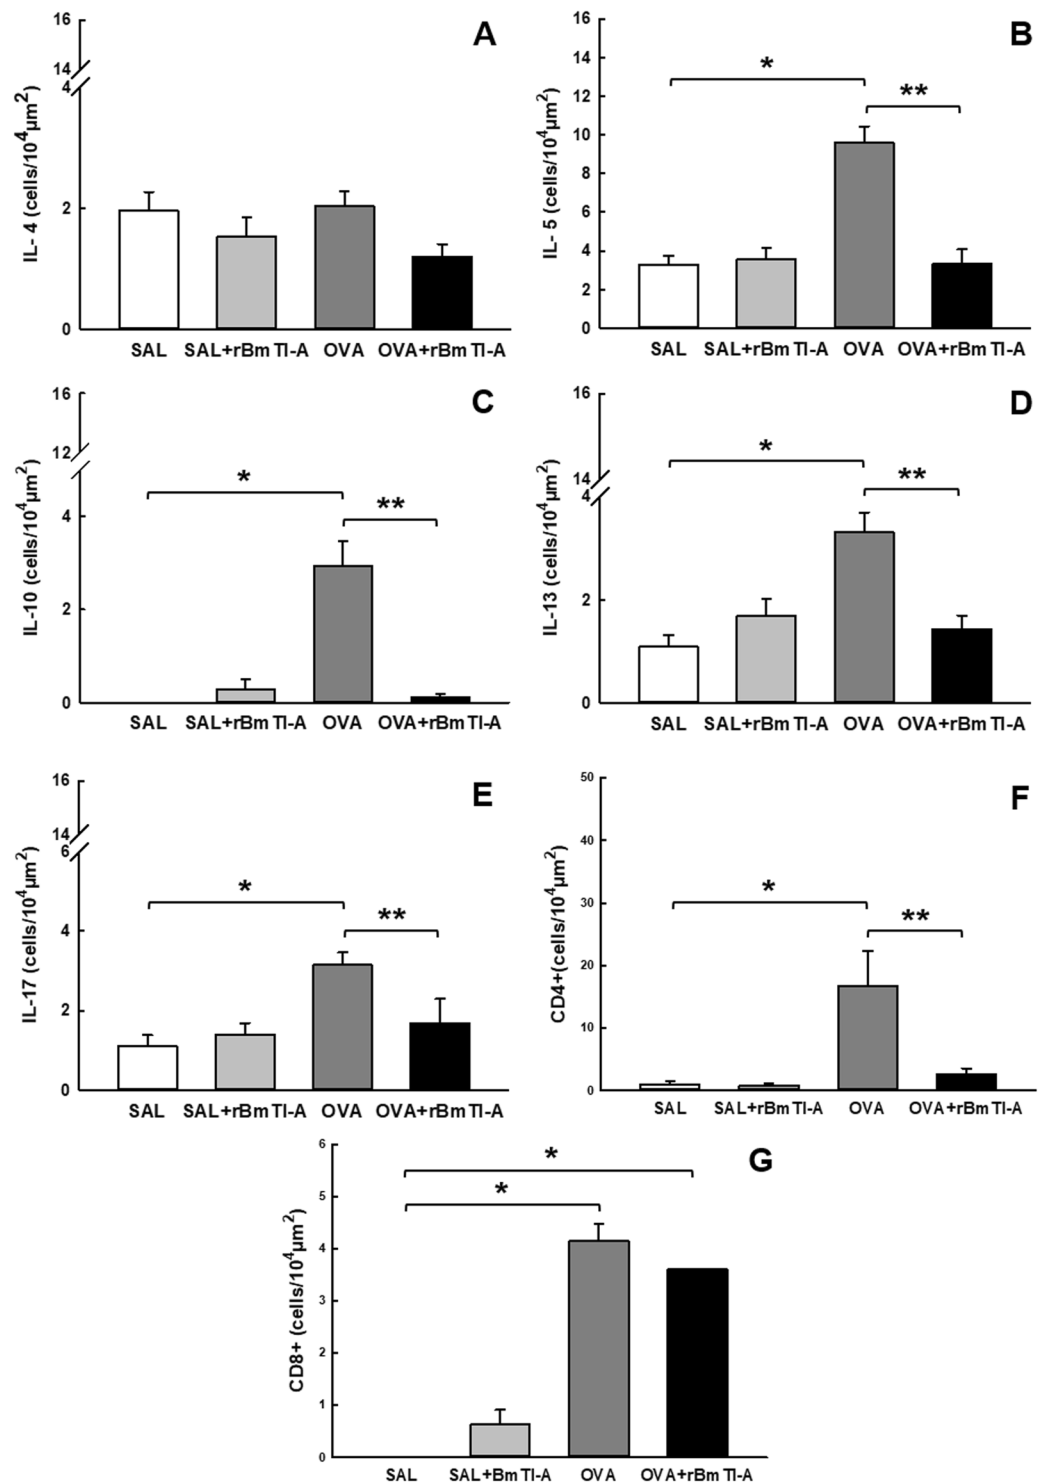 A
16
14
4
2
0
IL- 4 (cells/10⁴µm²)
SAL SAL+rBm TI-A OVA OVA+rBm TI-A
B
16
14
12
10
8
6
4
2
0
IL- 5 (cells/10⁴µm²)
*
**
SAL SAL+rBm TI-A OVA OVA+rBm TI-A
C
16
12
4
2
0
IL-10 (cells/10⁴µm²)
*
**
SAL SAL+rBm TI-A OVA OVA+rBm TI-A
D
16
14
4
2
0
IL-13 (cells/10⁴µm²)
*
**
SAL SAL+rBm TI-A OVA OVA+rBm TI-A
E
16
14
6
4
2
0
IL-17 (cells/10⁴µm²)
*
**
SAL SAL+rBm TI-A OVA OVA+rBm TI-A
F
50
40
30
20
10
0
CD4+(cells/10⁴µm²)
*
**
SAL SAL+rBm TI-A OVA OVA+rBm TI-A
G
6
5
4
3
2
1
0
CD8+ (cells/10⁴µm²)
*
*
SAL SAL+Bm TI-A OVA OVA+rBm TI-A